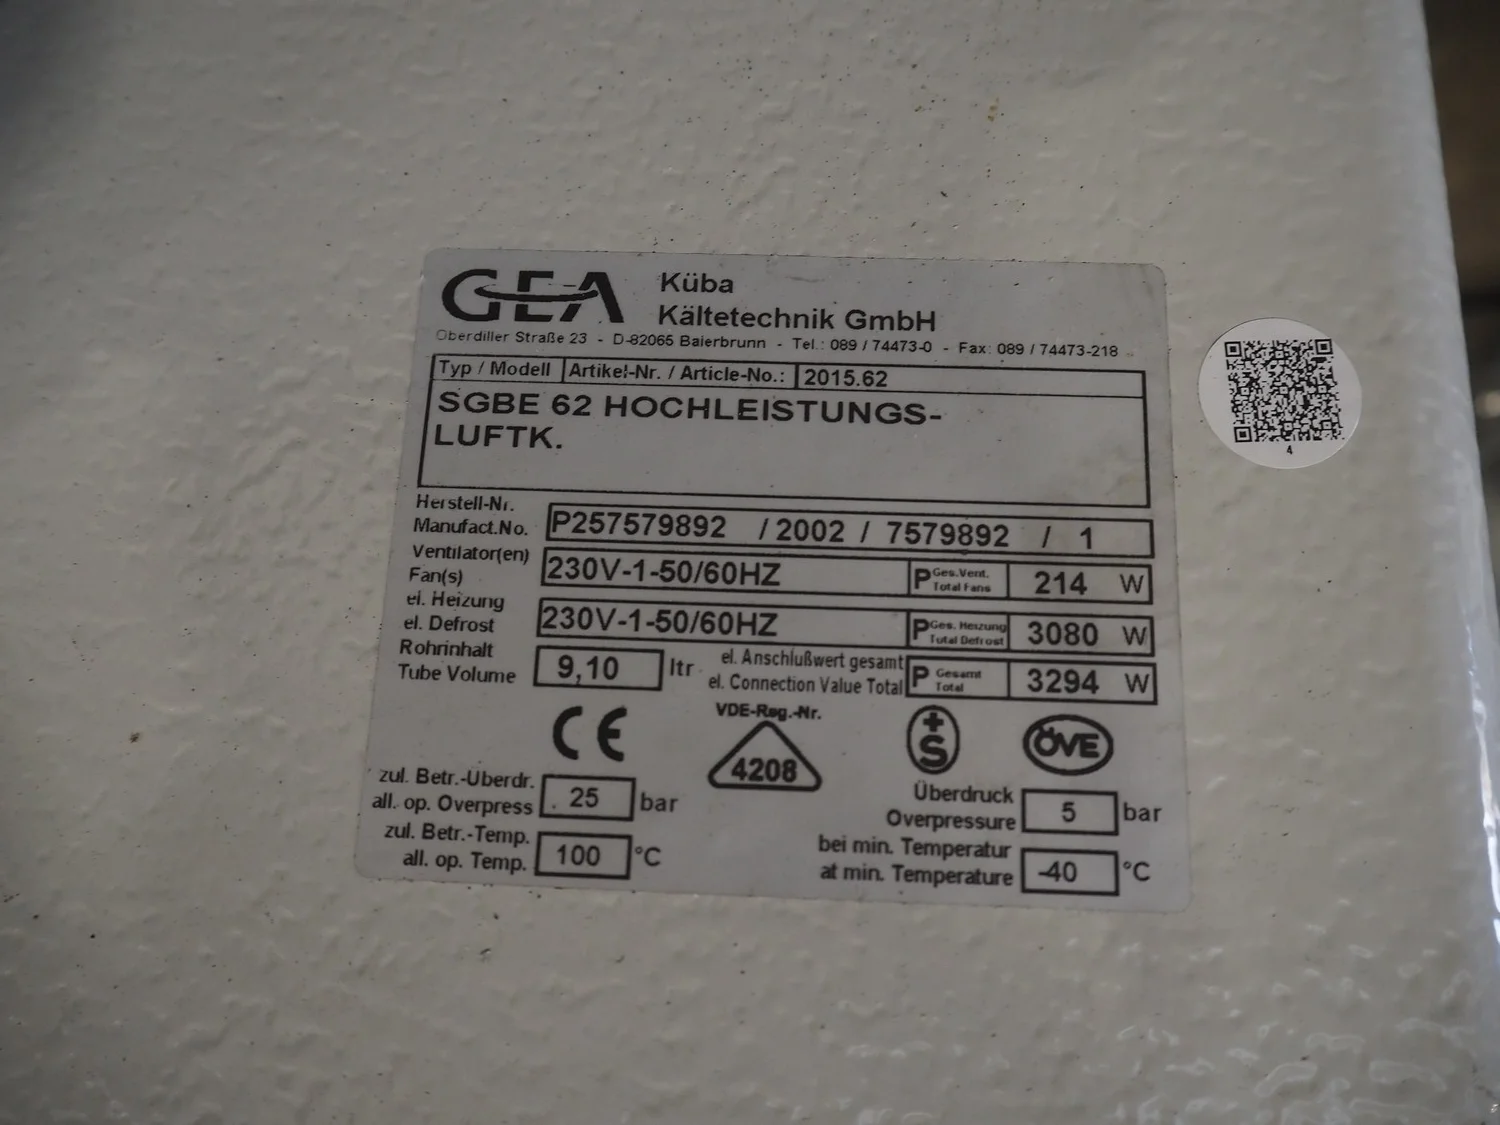 GEA Küba
Kältetechnik GmbH
Oberdiller Straße 23 - D-82065 Baierbrunn - Tel.: 089 / 74473-0 - Fax: 089 / 74473-218
Typ / Modell Artikel-Nr. / Article-No.: 2015.62
SGBE 62 HOCHLEISTUNGS-
LUFTK.
Herstell-Nr.
Manufact.No. P257579892 / 2002 / 7579892 / 1
Ventilator(en)
Fan(s) 230V-1-50/60HZ P Ges.Vent. Total Fans 214 W
el. Heizung
el. Defrost 230V-1-50/60HZ P Ges. Heizung Total Defrost 3080 W
Rohrinhalt
Tube Volume 9,10 ltr
el. Anschlußwert gesamt
el. Connection Value Total P Gesamt Total 3294 W
CE
VDE-Reg.-Nr.
4208
+S
ÖVE
zul. Betr.-Überdr.
all. op. Overpress 25 bar
Überdruck
Overpressure 5 bar
zul. Betr.-Temp.
all. op. Temp. 100 °C
bei min. Temperatur
at min. Temperature -40 °C
4